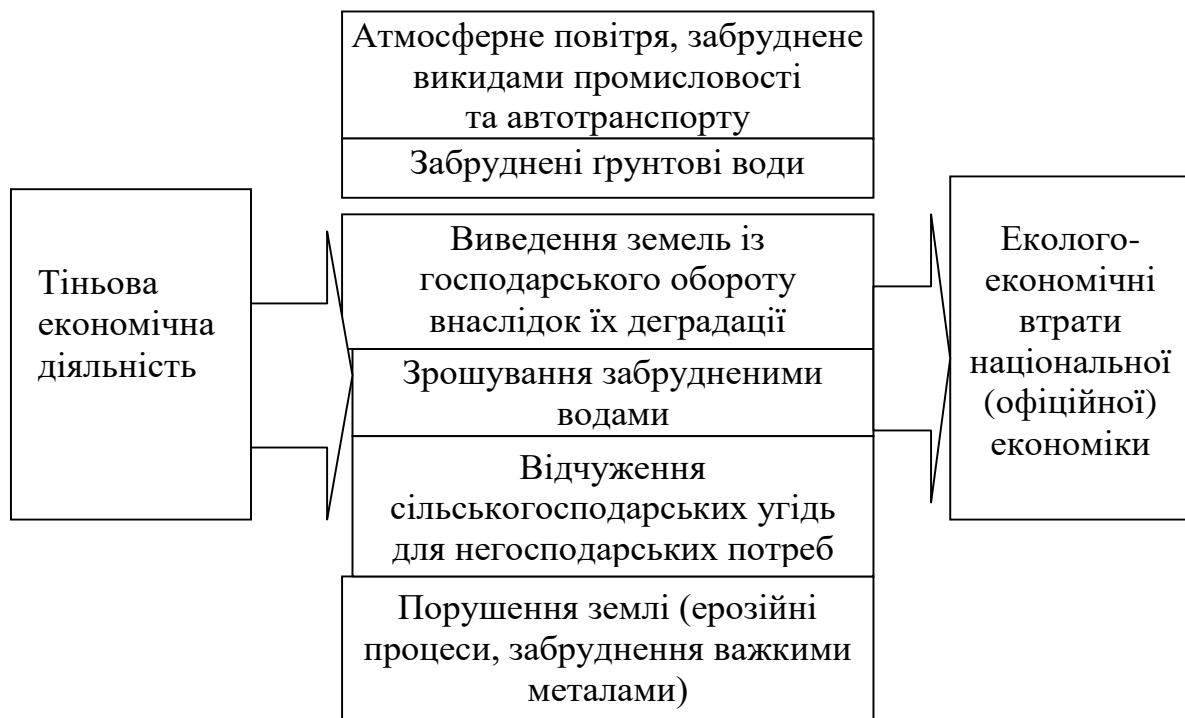 Тіньова
економічна
діяльність
Атмосферне повітря, забруднене
викидами промисловості
та автотранспорту
Забруднені ґрунтові води
Виведення земель із
господарського обороту
внаслідок їх деградації
Зрошування забрудненими
водами
Відчуження
сільськогосподарських угідь
для негосподарських потреб
Порушення землі (ерозійні
процеси, забруднення важкими
металами)
Еколого-
економічні
втрати
національної
(офіційної)
економіки